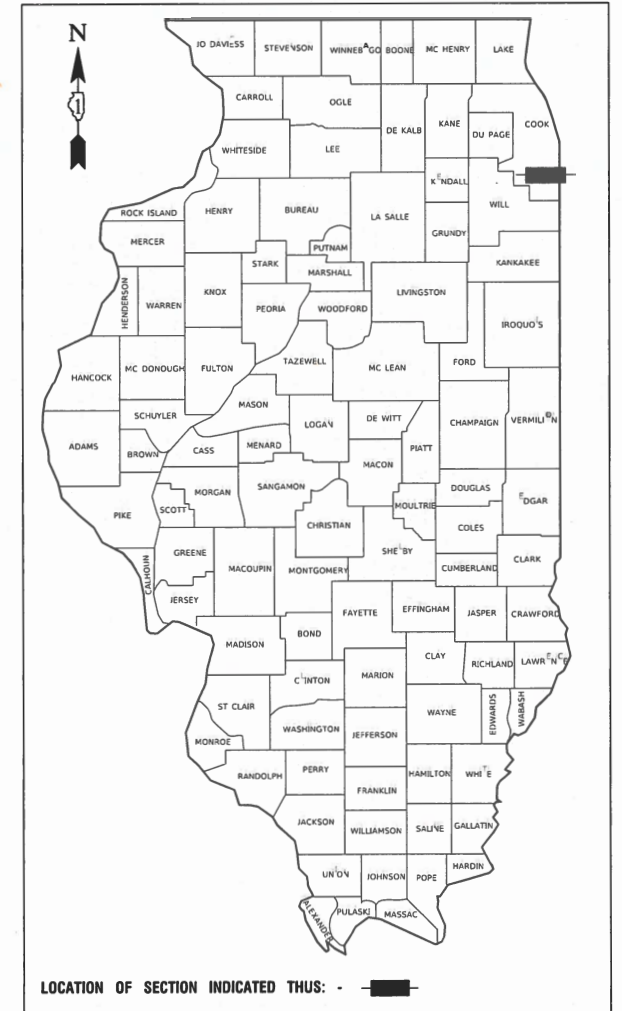 N
1
JO DAVIESS STEVENSON WINNEBAGO BOONE MC HENRY LAKE
CARROLL OGLE DE KALB KANE DU PAGE COOK
WHITESIDE LEE
KENDALL WILL
ROCK ISLAND HENRY BUREAU LA SALLE
GRUNDY
MERCER PUTNAM
STARK MARSHALL KANKAKEE
HENDERSON WARREN KNOX PEORIA WOODFORD LIVINGSTON
IROQUOIS
HANCOCK MC DONOUGH FULTON TAZEWELL MC LEAN FORD
MASON
SCHUYLER LOGAN DE WITT CHAMPAIGN VERMILION
ADAMS BROWN CASS MENARD PIATT
MACON
MORGAN SANGAMON DOUGLAS EDGAR
PIKE SCOTT MOULTRIE
CHRISTIAN COLES
GREENE SHELBY CLARK
CALHOUN MACOUPIN MONTGOMERY CUMBERLAND
JERSEY FAYETTE EFFINGHAM JASPER CRAWFORD
MADISON BOND
CLAY RICHLAND LAWRENCE
CLINTON MARION
ST CLAIR WAYNE EDWARDS WABASH
WASHINGTON JEFFERSON
MONROE
RANDOLPH PERRY HAMILTON WHITE
FRANKLIN
JACKSON WILLIAMSON SALINE GALLATIN
HARDIN
UNION JOHNSON POPE
ALEXANDER PULASKI MASSAC
LOCATION OF SECTION INDICATED THUS: -